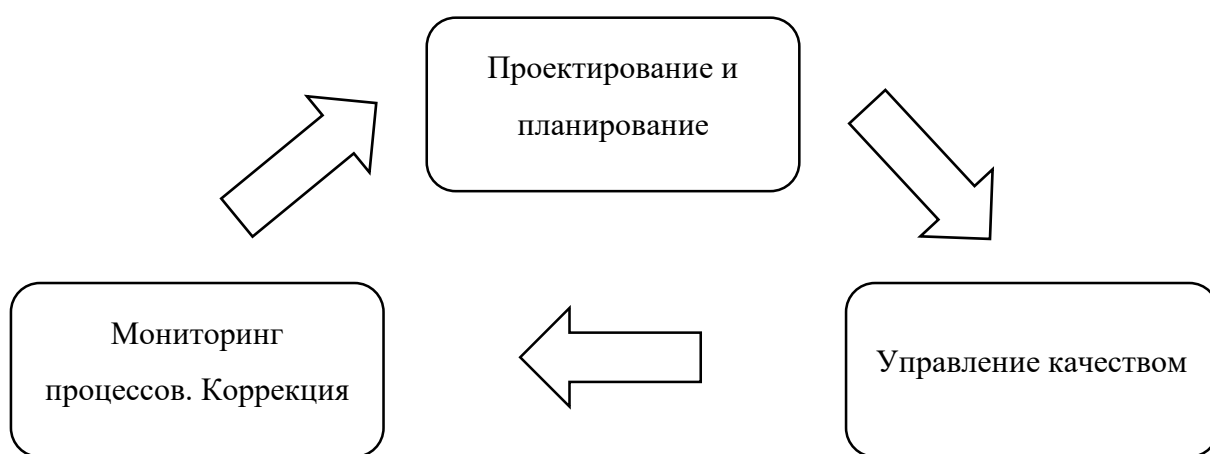 Проектирование и
планирование
Мониторинг
процессов. Коррекция
Управление качеством